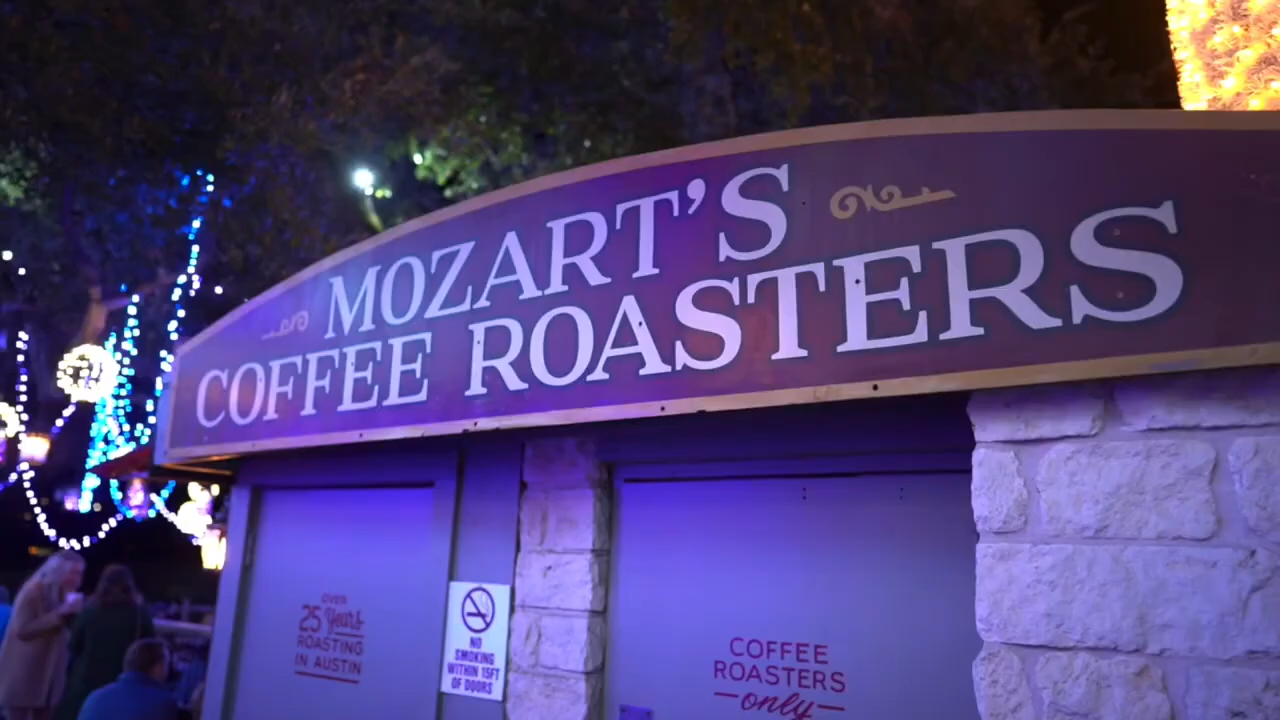 MOZART'S
COFFEE ROASTERS
OVER
25 Years
ROASTING
IN AUSTIN
NO
SMOKING
WITHIN 15FT
OF DOORS
COFFEE
ROASTERS
only